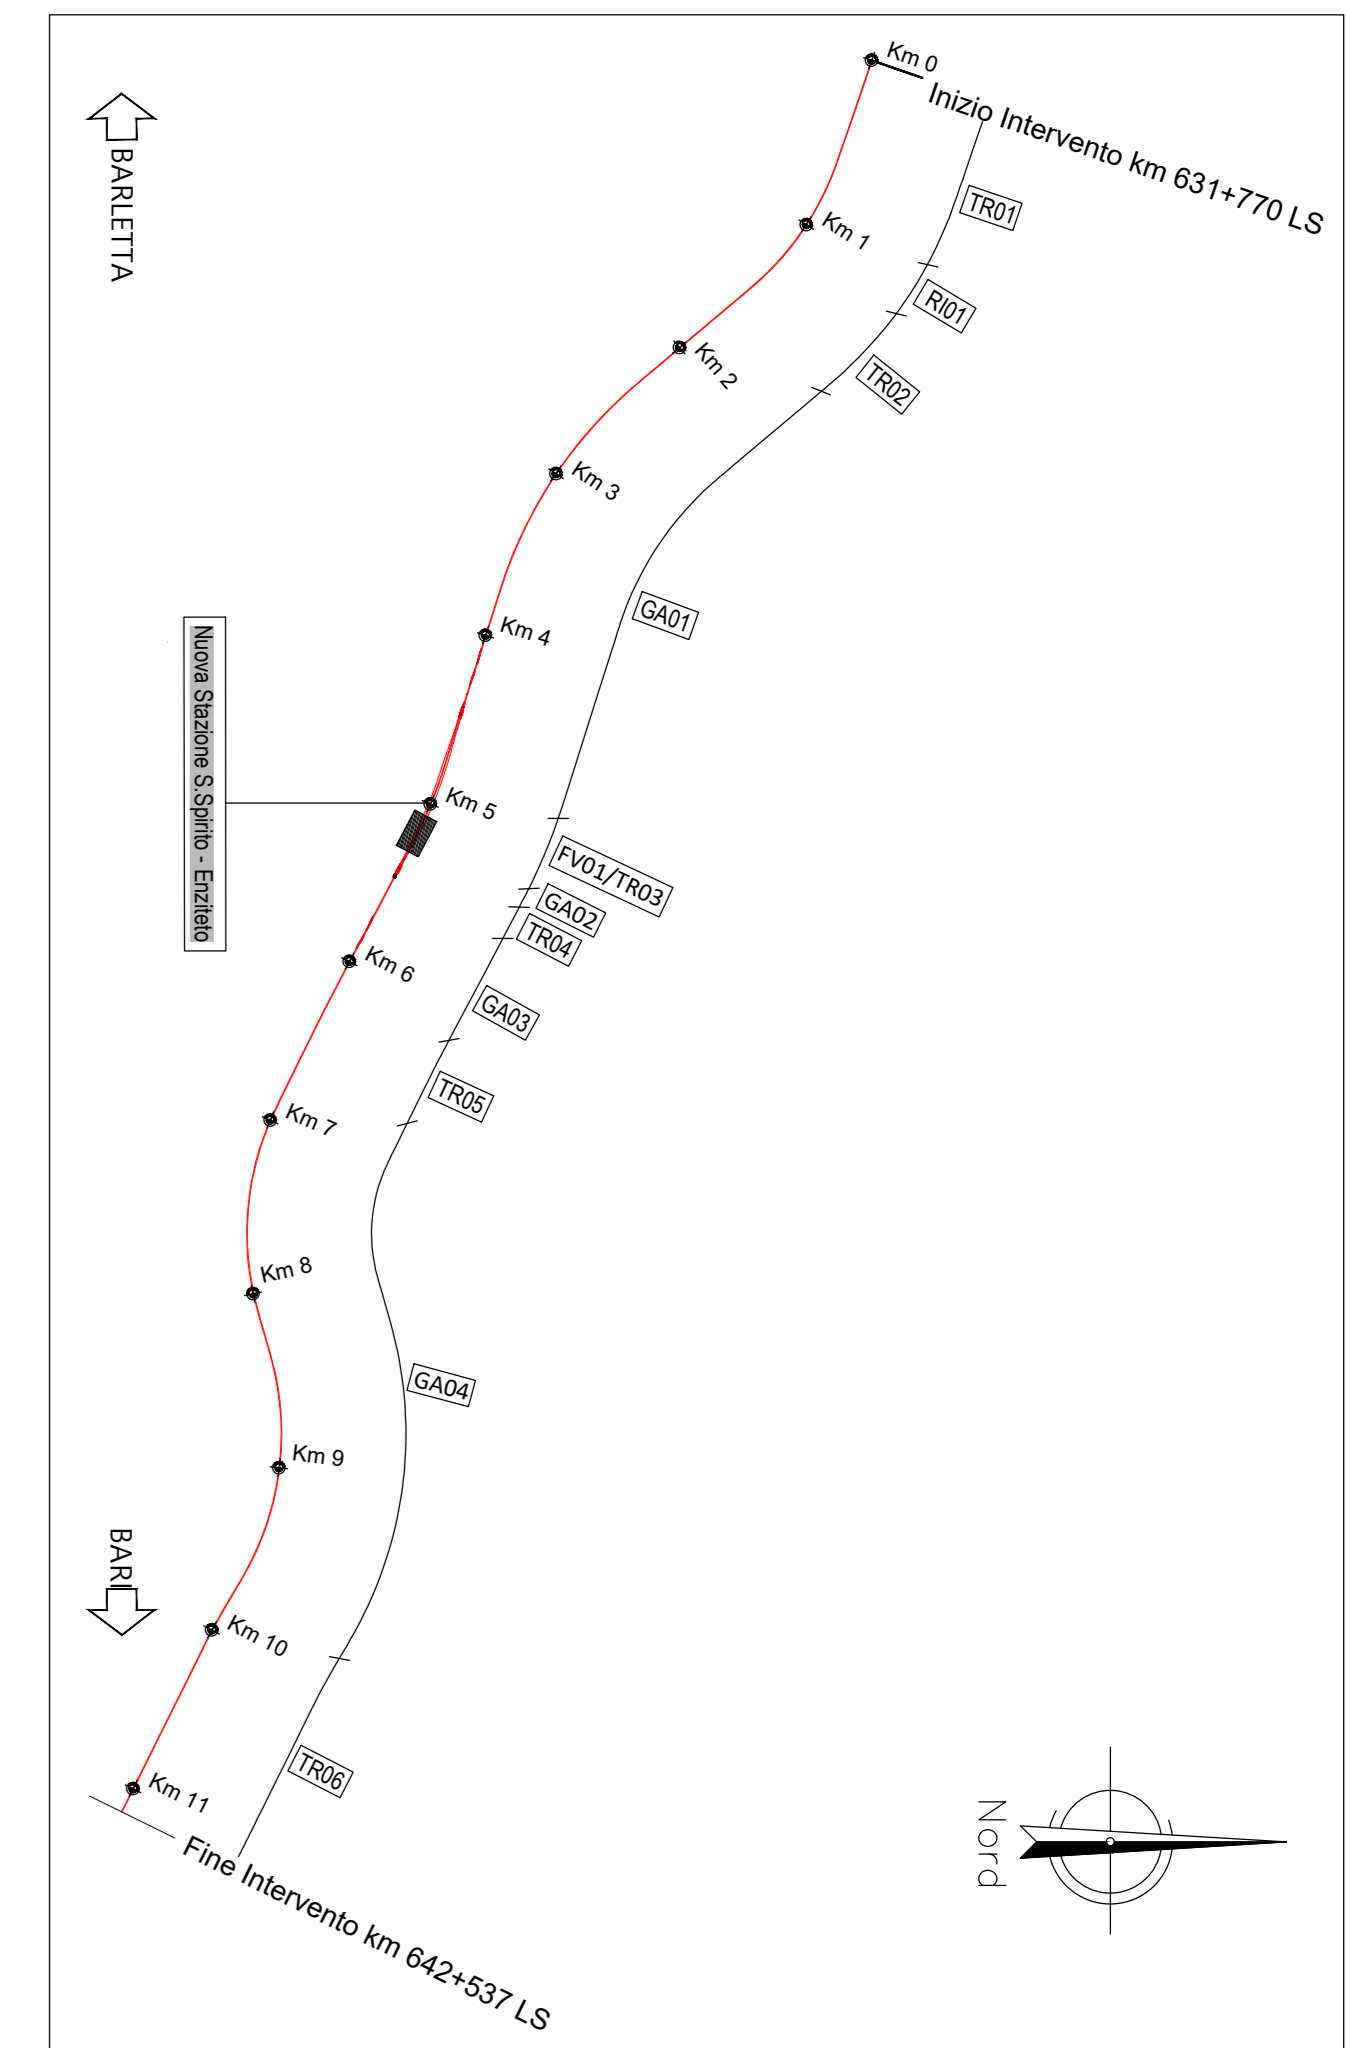 Km 0
Inizio Intervento km 631+770 LS
BARLETTA
TR01
Km 1
RI01
Km 2
TR02
Km 3
GA01
Km 4
Nuova Stazione S.Spirito - Enziteto
Km 5
FV01/TR03
GA02
TR04
Km 6
GA03
TR05
Km 7
Km 8
GA04
Km 9
BARI
Km 10
TR06
Km 11
Fine Intervento km 642+537 LS
Nord